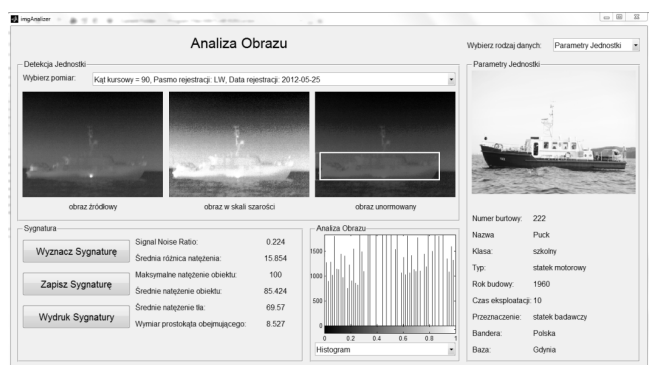 imgAnalizer
Analiza Obrazu
Wybierz rodzaj danych: Parametry Jednostki
Detekcja Jednostki
Wybierz pomiar: Kąt kursowy = 90, Pasmo rejestracji: LW, Data rejestracji: 2012-05-25
obraz źródłowy
obraz w skali szarości
obraz unormowany
Sygnatura
Wyznacz Sygnaturę
Zapisz Sygnaturę
Wydruk Sygnatury
Signal Noise Ratio: 0.224
Średnia różnica natężenia: 15.854
Maksymalne natężenie obiektu: 100
Średnie natężenie obiektu: 85.424
Średnie natężenie tła: 69.57
Wymiar prostokąta obejmującego: 8.527
Analiza Obrazu
1500
1000
500
0
0 0.2 0.4 0.6 0.8 1
Histogram
Parametry Jednostki
Numer burtowy: 222
Nazwa Puck
Klasa: szkolny
Typ: statek motorowy
Rok budowy: 1960
Czas eksploatacji: 10
Przeznaczenie: statek badawczy
Bandera: Polska
Baza: Gdynia